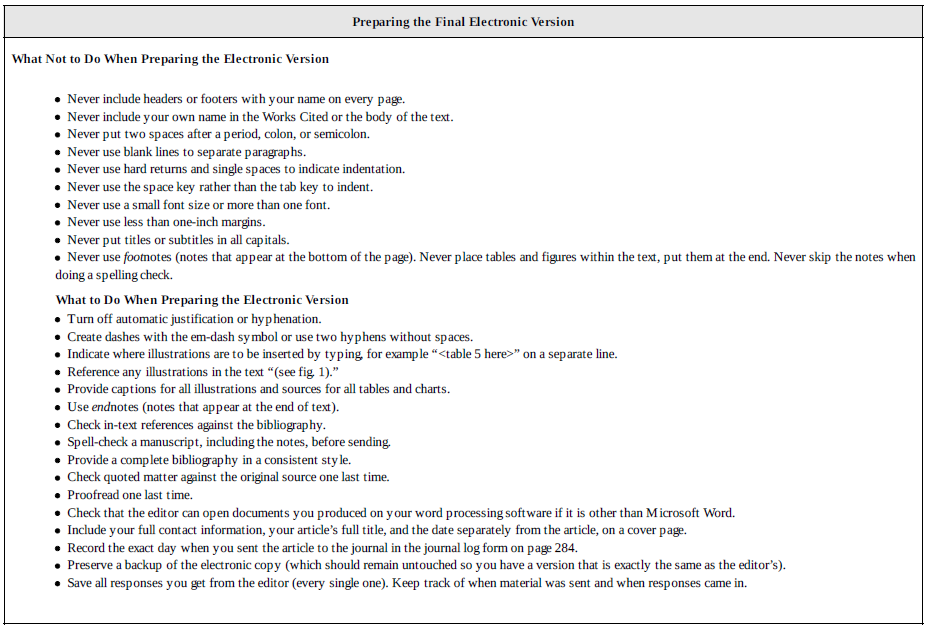 Preparing the Final Electronic Version
What Not to Do When Preparing the Electronic Version
● Never include headers or footers with your name on every page.
● Never include your own name in the Works Cited or the body of the text.
● Never put two spaces after a period, colon, or semicolon.
● Never use blank lines to separate paragraphs.
● Never use hard returns and single spaces to indicate indentation.
● Never use the space key rather than the tab key to indent.
● Never use a small font size or more than one font.
● Never use less than one-inch margins.
● Never put titles or subtitles in all capitals.
● Never use footnotes (notes that appear at the bottom of the page). Never place tables and figures within the text, put them at the end. Never skip the notes when
doing a spelling check.
What to Do When Preparing the Electronic Version
● Turn off automatic justification or hyphenation.
● Create dashes with the em-dash symbol or use two hyphens without spaces.
● Indicate where illustrations are to be inserted by typing, for example “<table 5 here>” on a separate line.
● Reference any illustrations in the text “(see fig. 1).”
● Provide captions for all illustrations and sources for all tables and charts.
● Use endnotes (notes that appear at the end of text).
● Check in-text references against the bibliography.
● Spell-check a manuscript, including the notes, before sending.
● Provide a complete bibliography in a consistent style.
● Check quoted matter against the original source one last time.
● Proofread one last time.
● Check that the editor can open documents you produced on your word processing software if it is other than Microsoft Word.
● Include your full contact information, your article’s full title, and the date separately from the article, on a cover page.
● Record the exact day when you sent the article to the journal in the journal log form on page 284.
● Preserve a backup of the electronic copy (which should remain untouched so you have a version that is exactly the same as the editor’s).
● Save all responses you get from the editor (every single one). Keep track of when material was sent and when responses came in.